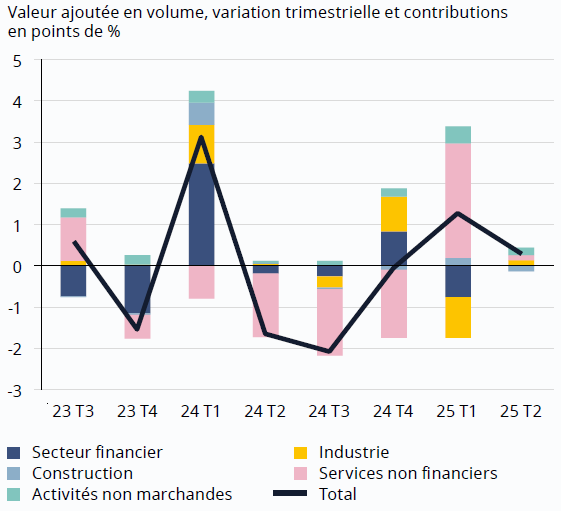 Valeur ajoutée en volume, variation trimestrielle et contributions
en points de %
5
4
3
2
1
0
-1
-2
-3
23 T3 23 T4 24 T1 24 T2 24 T3 24 T4 25 T1 25 T2
Secteur financier Industrie
Construction Services non financiers
Activités non marchandes Total